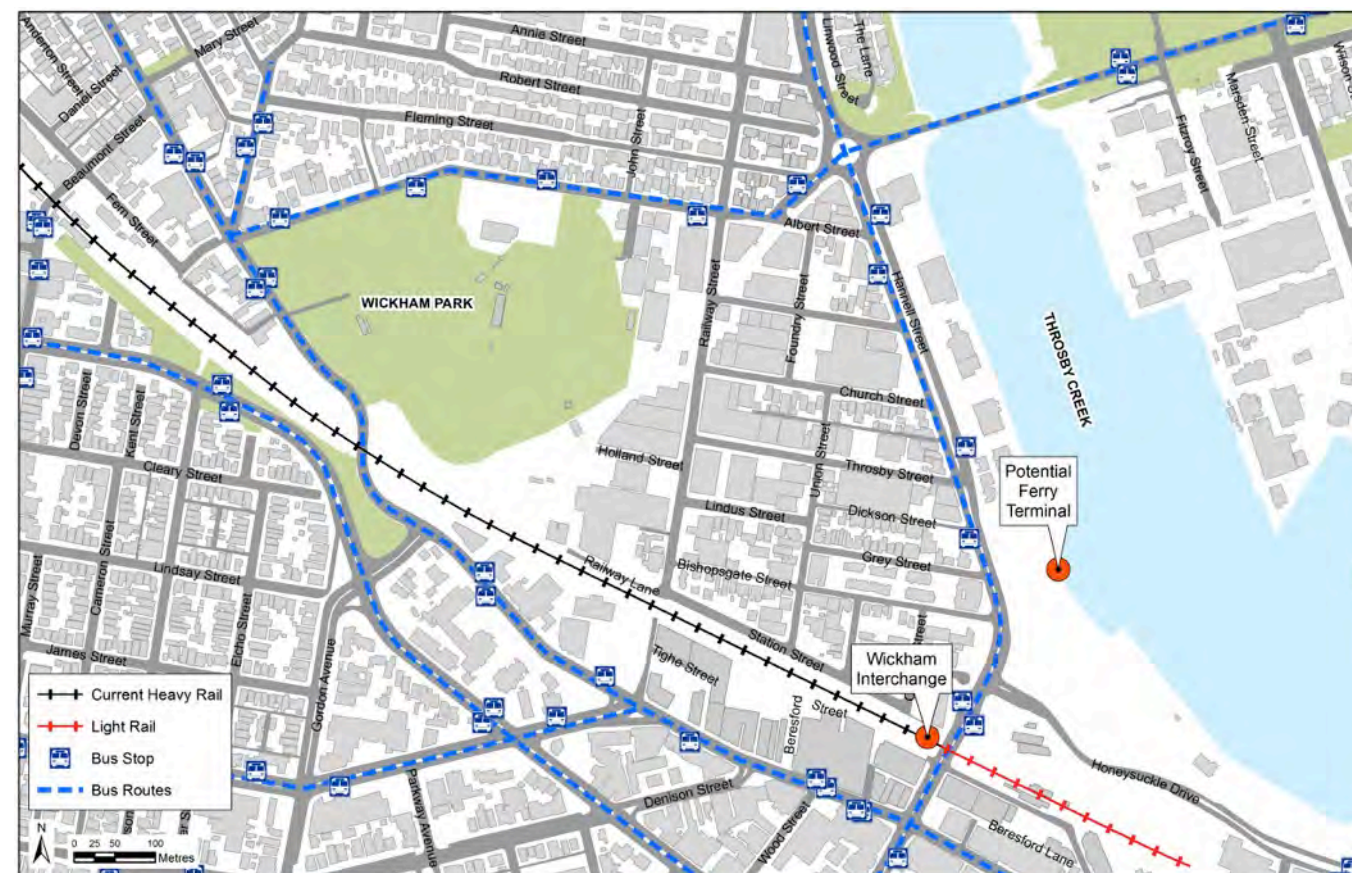 Anderton Street
Mary Street
Daniel Street
Beaumont Street
Fern Street
Annie Street
Robert Street
Fleming Street
John Street
Linwood Street
The Lane
Albert Street
Hannell Street
Railway Street
Foundry Street
Church Street
Union Street
Throsby Street
Dickson Street
Grey Street
Holland Street
Lindus Street
Bishopsgate Street
Railway Lane
Station Street
Street
Street
Fitzroy Street
Marsden Street
WICKHAM PARK
THROSBY CREEK
Potential
Ferry
Terminal
Wickham
Interchange
Devon Street
Kent Street
Cleary Street
Lindsay Street
Cameron Street
Murray Street
Elcho Street
James Street
Gordon Avenue
Tighe Street
Beresford
Denison Street
Wood Street
Parkway Avenue
Beresford Lane
Honeysuckle Drive
Current Heavy Rail
Light Rail
Bus Stop
Bus Routes
N
0 25 50 100
Metres